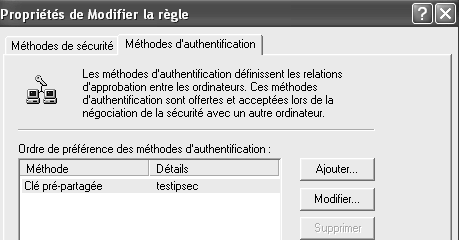 Propriétés de Modifier la règle
Méthodes de sécurité Méthodes d'authentification
Les méthodes d'authentification définissent les relations
d'approbation entre les ordinateurs. Ces méthodes
d'authentification sont offertes et acceptées lors de la
négociation de la sécurité avec un autre ordinateur.
Ordre de préférence des méthodes d'authentification :
Méthode Détails
Clé pré-partagée testipsec
Ajouter...
Modifier...
Supprimer